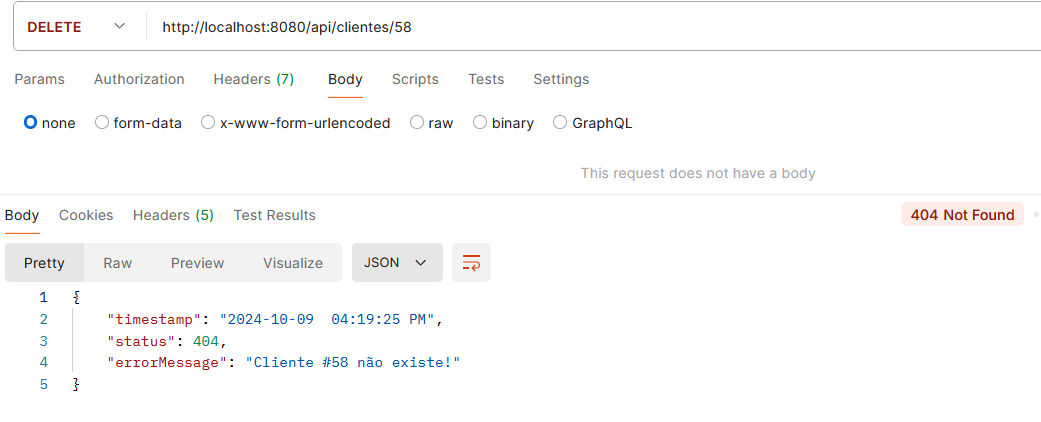 DELETE http://localhost:8080/api/clientes/58
Params Authorization Headers (7) Body Scripts Tests Settings
none form-data x-www-form-urlencoded raw binary GraphQL
This request does not have a body
Body Cookies Headers (5) Test Results 404 Not Found
Pretty Raw Preview Visualize JSON
1 {
2 "timestamp": "2024-10-09  04:19:25 PM",
3 "status": 404,
4 "errorMessage": "Cliente #58 não existe!"
5 }